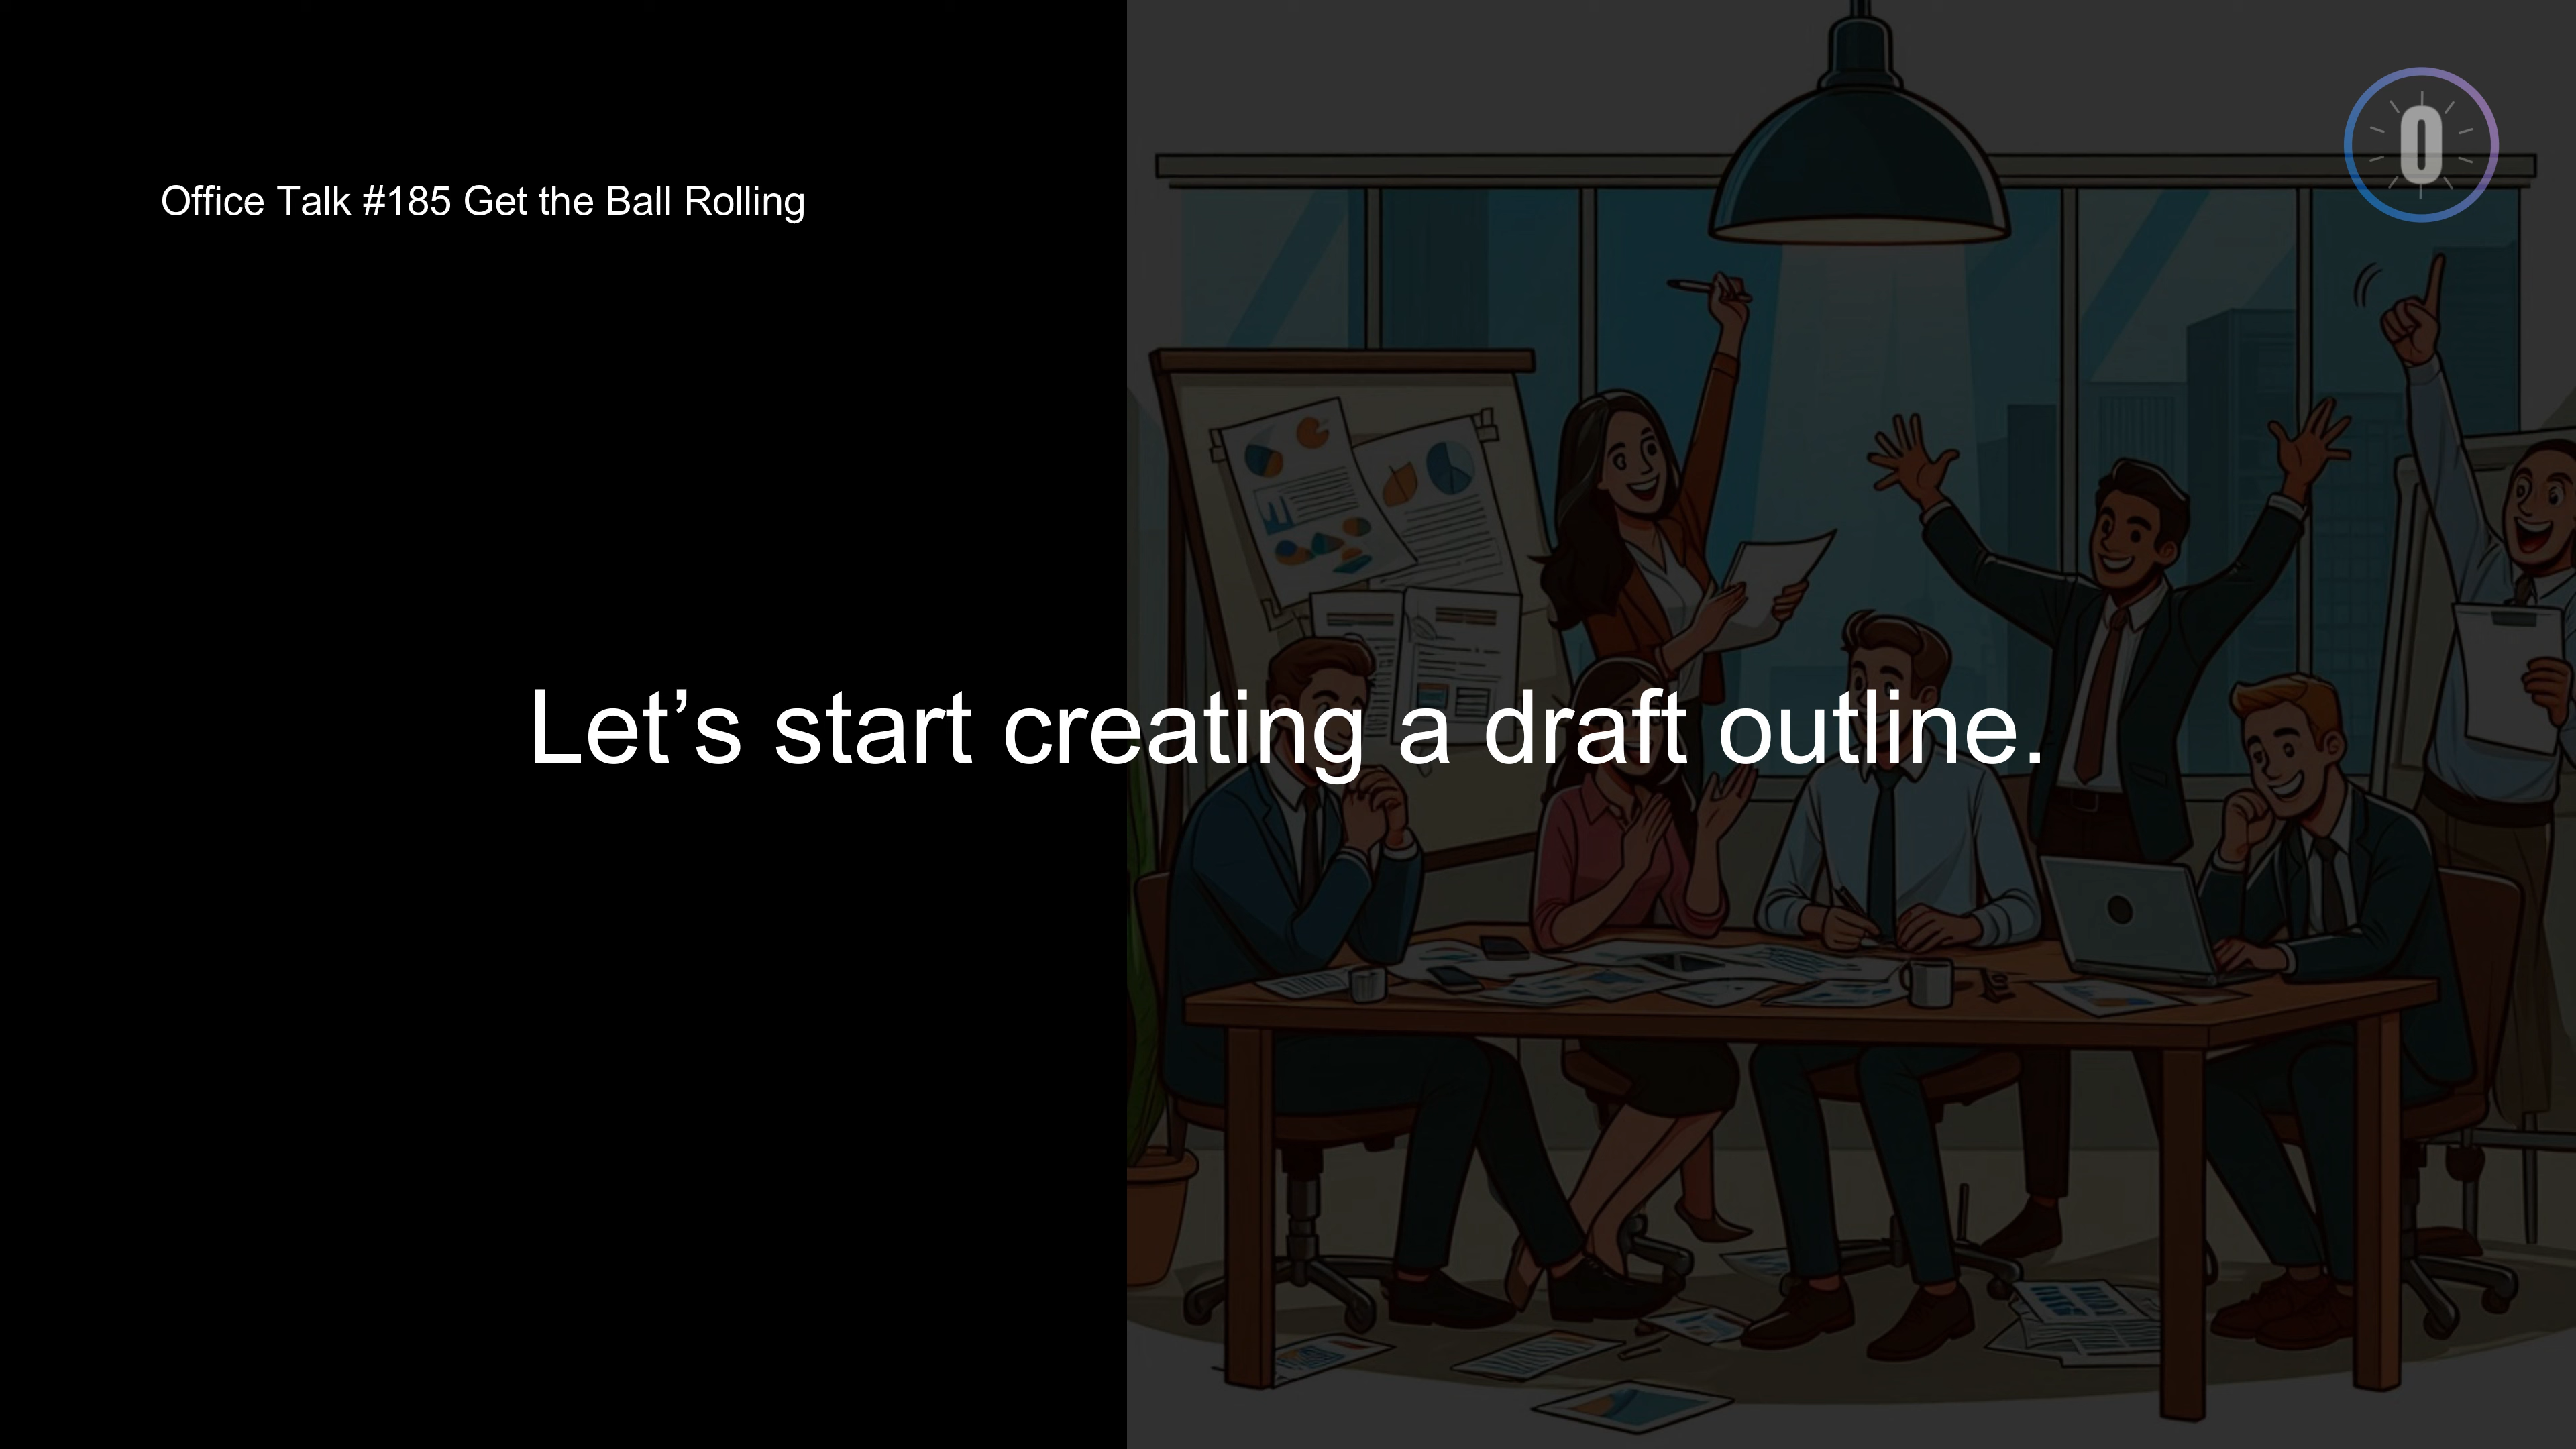 Office Talk #185 Get the Ball Rolling
Let’s start creating a draft outline.